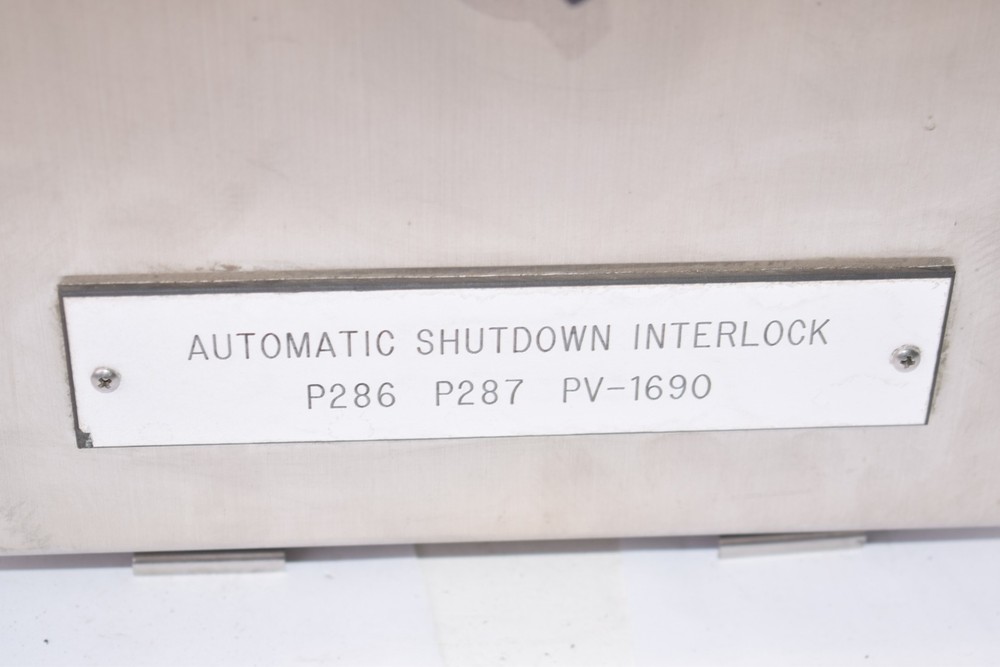 AUTOMATIC SHUTDOWN INTERLOCK
P286 P287 PV-1690